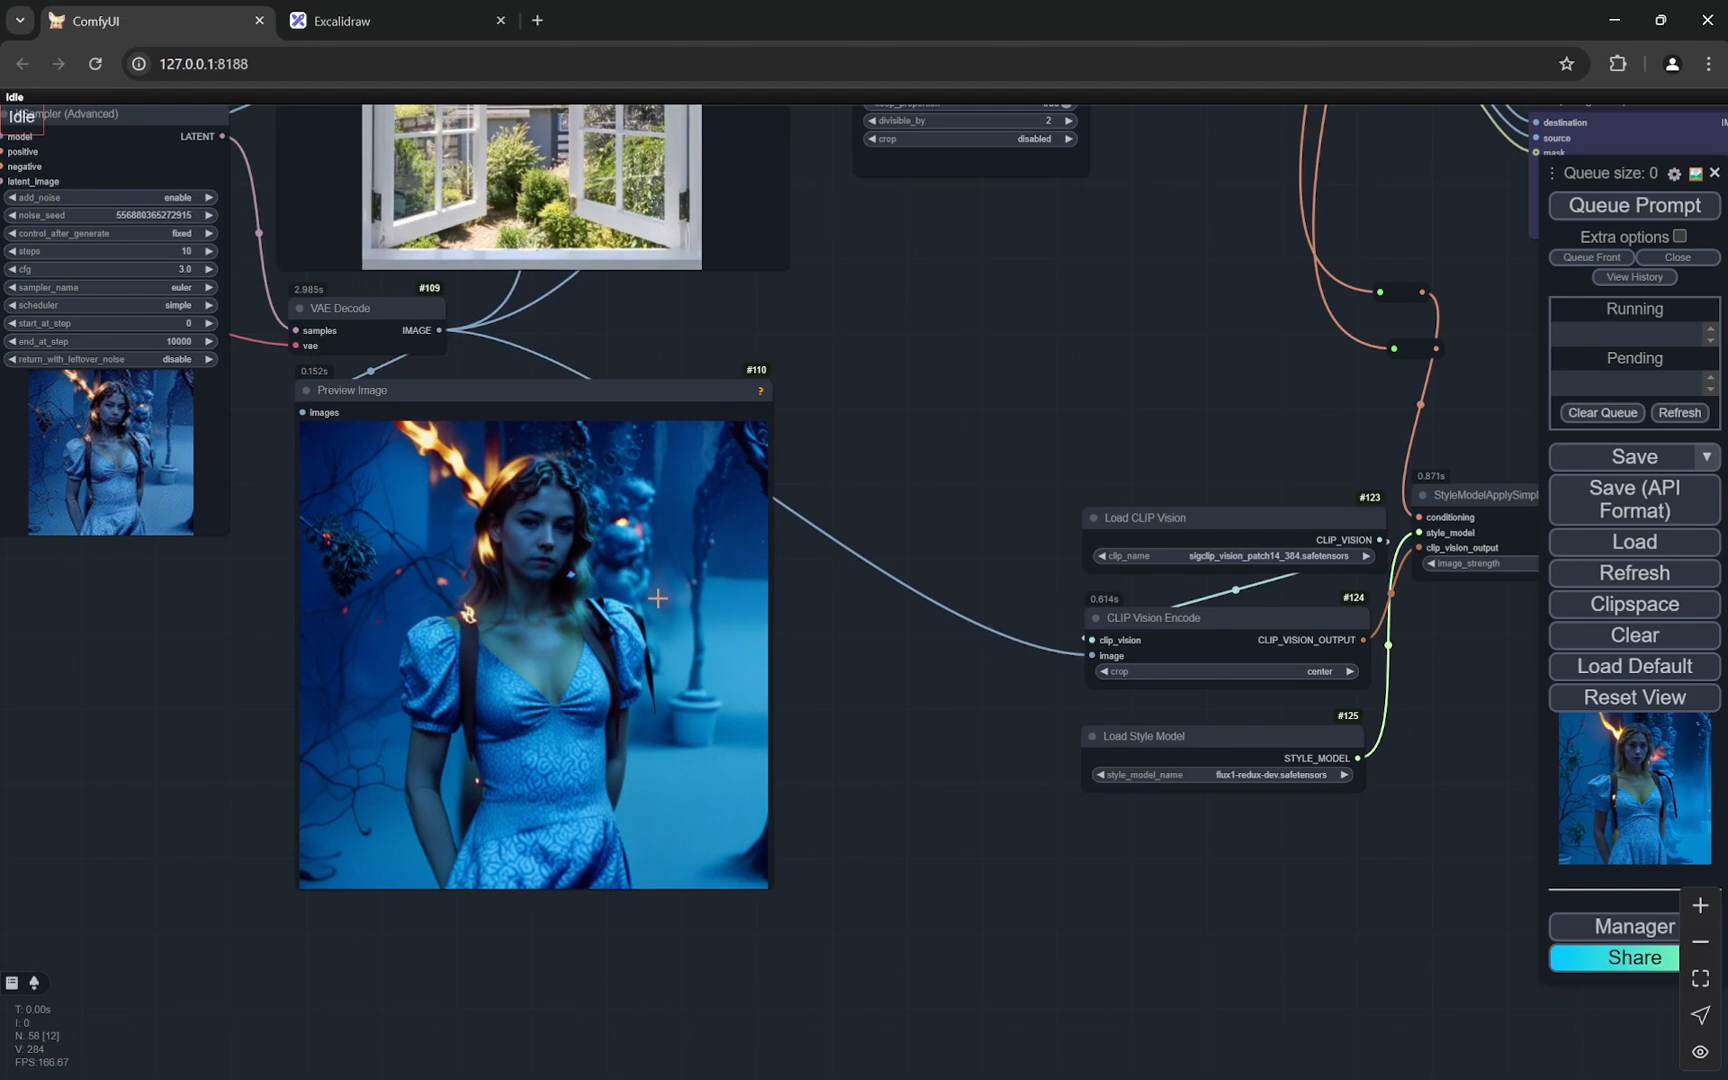 ComfyUI
Excalidraw
127.0.0.1:8188
Idle
Idle
mpler (Advanced)
model
LATENT
positive
negative
latent_image
add_noise enable
noise_seed 556880365272915
control_after_generate fixed
steps 10
cfg 3.0
sampler_name euler
scheduler simple
start_at_step 0
end_at_step 10000
return_with_leftover_noise disable
2.985s #109
VAE Decode
samples IMAGE
vae
0.152s #110
Preview Image ?
images
divisible_by 2
crop disabled
#123
Load CLIP Vision
CLIP_VISION
clip_name sigclip_vision_patch14_384.safetensors
0.614s #124
CLIP Vision Encode
clip_vision CLIP_VISION_OUTPUT
image
crop center
#125
Load Style Model
STYLE_MODEL
style_model_name flux1-redux-dev.safetensors
0.871s
StyleModelApplySimpl
conditioning
style_model
clip_vision_output
image_strength
destination
source
mask
Queue size: 0
Queue Prompt
Extra options
Queue Front Close
View History
Running
Pending
Clear Queue Refresh
Save
Save (API
Format)
Load
Refresh
Clipspace
Clear
Load Default
Reset View
Manager
Share
T: 0.00s
I: 0
N: 58 [12]
V: 284
FPS:166.67